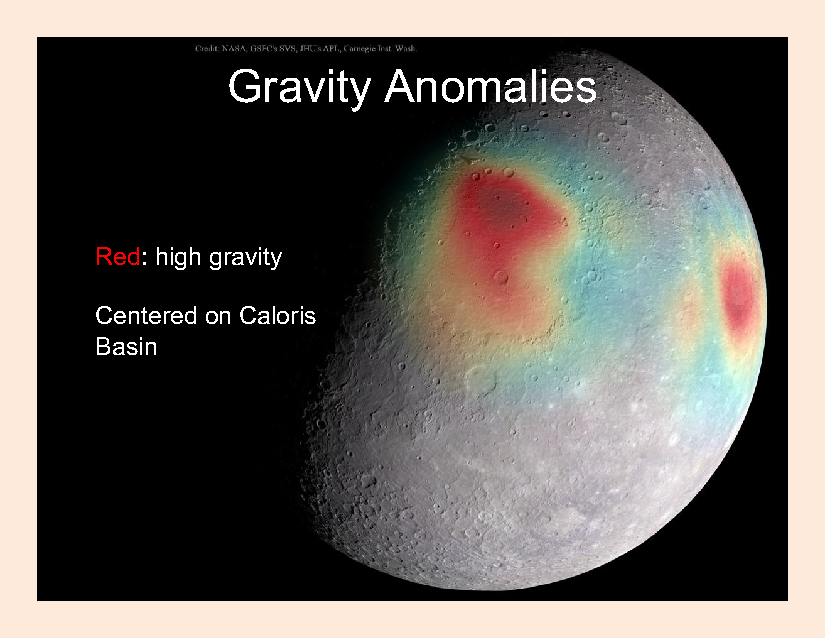 Credit: NASA, GSFC's SVS, JHU's APL, Carnegie Inst. Wash.
Gravity Anomalies
Red: high gravity
Centered on Caloris
Basin